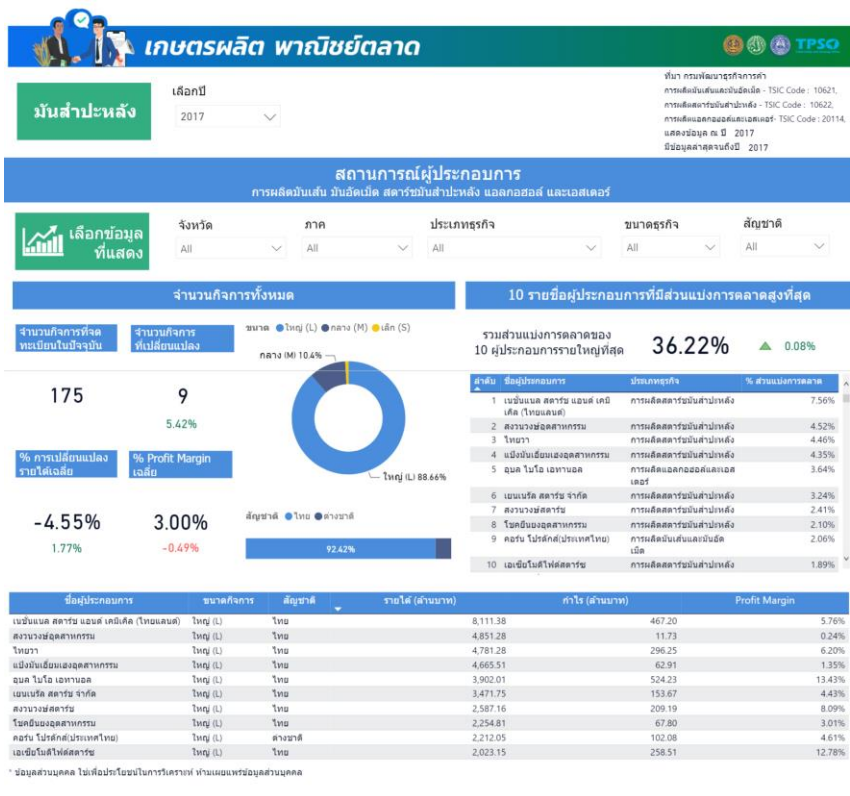 เกษตรผลิต พาณิชย์ตลาด
TPSO
มันสำปะหลัง
เลือกปี
2017
ที่มา กรมพัฒนาธุรกิจการค้า
การผลิตมันเส้นและมันอัดเม็ด - TSIC Code : 10621,
การผลิตสตาร์ชมันสำปะหลัง - TSIC Code : 10622,
การผลิตแอลกอฮอล์และเอสเตอร์- TSIC Code : 20114,
แสดงข้อมูล ณ ปี 2017
มีข้อมูลล่าสุดจนถึงปี 2017
สถานการณ์ผู้ประกอบการ
การผลิตมันเส้น มันอัดเม็ด สตาร์ชมันสำปะหลัง แอลกอฮอล์ และเอสเตอร์
เลือกข้อมูล
ที่แสดง
จังหวัด
All
ภาค
All
ประเภทธุรกิจ
All
ขนาดธุรกิจ
All
สัญชาติ
All
จำนวนกิจการทั้งหมด
จำนวนกิจการที่จด
ทะเบียนในปัจจุบัน
จำนวนกิจการ
ที่เปลี่ยนแปลง
175
9
5.42%
% การเปลี่ยนแปลง
รายได้เฉลี่ย
% Profit Margin
เฉลี่ย
-4.55%
1.77%
3.00%
-0.49%
ขนาด ใหญ่ (L) กลาง (M) เล็ก (S)
กลาง (M) 10.4%
ใหญ่ (L) 88.66%
สัญชาติ ไทย ต่างชาติ
92.42%
10 รายชื่อผู้ประกอบการที่มีส่วนแบ่งการตลาดสูงที่สุด
รวมส่วนแบ่งการตลาดของ
10 ผู้ประกอบการรายใหญ่ที่สุด
36.22%
0.08%
ลำดับ ชื่อผู้ประกอบการ ประเภทธุรกิจ % ส่วนแบ่งการตลาด
1 เนชั่นแนล สตาร์ช แอนด์ เคมิ การผลิตสตาร์ชมันสำปะหลัง 7.56%
เคิล (ไทยแลนด์)
2 สงวนวงษ์อุตสาหกรรม การผลิตสตาร์ชมันสำปะหลัง 4.52%
3 ไทยวา การผลิตสตาร์ชมันสำปะหลัง 4.46%
4 แป้งมันเอี่ยมเฮงอุตสาหกรรม การผลิตสตาร์ชมันสำปะหลัง 4.35%
5 อุบล ไบโอ เอทานอล การผลิตแอลกอฮอล์และเอส 3.64%
เตอร์
6 เยนเนรัล สตาร์ช จำกัด การผลิตสตาร์ชมันสำปะหลัง 3.24%
7 สงวนวงษ์สตาร์ช การผลิตสตาร์ชมันสำปะหลัง 2.41%
8 โชคยืนยงอุตสาหกรรม การผลิตสตาร์ชมันสำปะหลัง 2.10%
9 คอร์น โปรดักส์(ประเทศไทย) การผลิตมันเส้นและมันอัด 2.06%
เม็ด
10 เอเซียโมดิไฟด์สตาร์ช การผลิตสตาร์ชมันสำปะหลัง 1.89%
ชื่อผู้ประกอบการ ขนาดกิจการ สัญชาติ รายได้ (ล้านบาท) กำไร (ล้านบาท) Profit Margin
เนชั่นแนล สตาร์ช แอนด์ เคมิเคิล (ไทยแลนด์) ใหญ่ (L) ไทย 8,111.38 467.20 5.76%
สงวนวงษ์อุตสาหกรรม ใหญ่ (L) ไทย 4,851.28 11.73 0.24%
ไทยวา ใหญ่ (L) ไทย 4,781.28 296.25 6.20%
แป้งมันเอี่ยมเฮงอุตสาหกรรม ใหญ่ (L) ไทย 4,665.51 62.91 1.35%
อุบล ไบโอ เอทานอล ใหญ่ (L) ไทย 3,902.01 524.23 13.43%
เยนเนรัล สตาร์ช จำกัด ใหญ่ (L) ไทย 3,471.75 153.67 4.43%
สงวนวงษ์สตาร์ช ใหญ่ (L) ไทย 2,587.16 209.19 8.09%
โชคยืนยงอุตสาหกรรม ใหญ่ (L) ไทย 2,254.81 67.80 3.01%
คอร์น โปรดักส์(ประเทศไทย) ใหญ่ (L) ต่างชาติ 2,212.05 102.08 4.61%
เอเซียโมดิไฟด์สตาร์ช ใหญ่ (L) ไทย 2,023.15 258.51 12.78%
* ข้อมูลส่วนบุคคล ใช้เพื่อประโยชน์ในการวิเคราะห์ ห้ามเผยแพร่ข้อมูลส่วนบุคคล